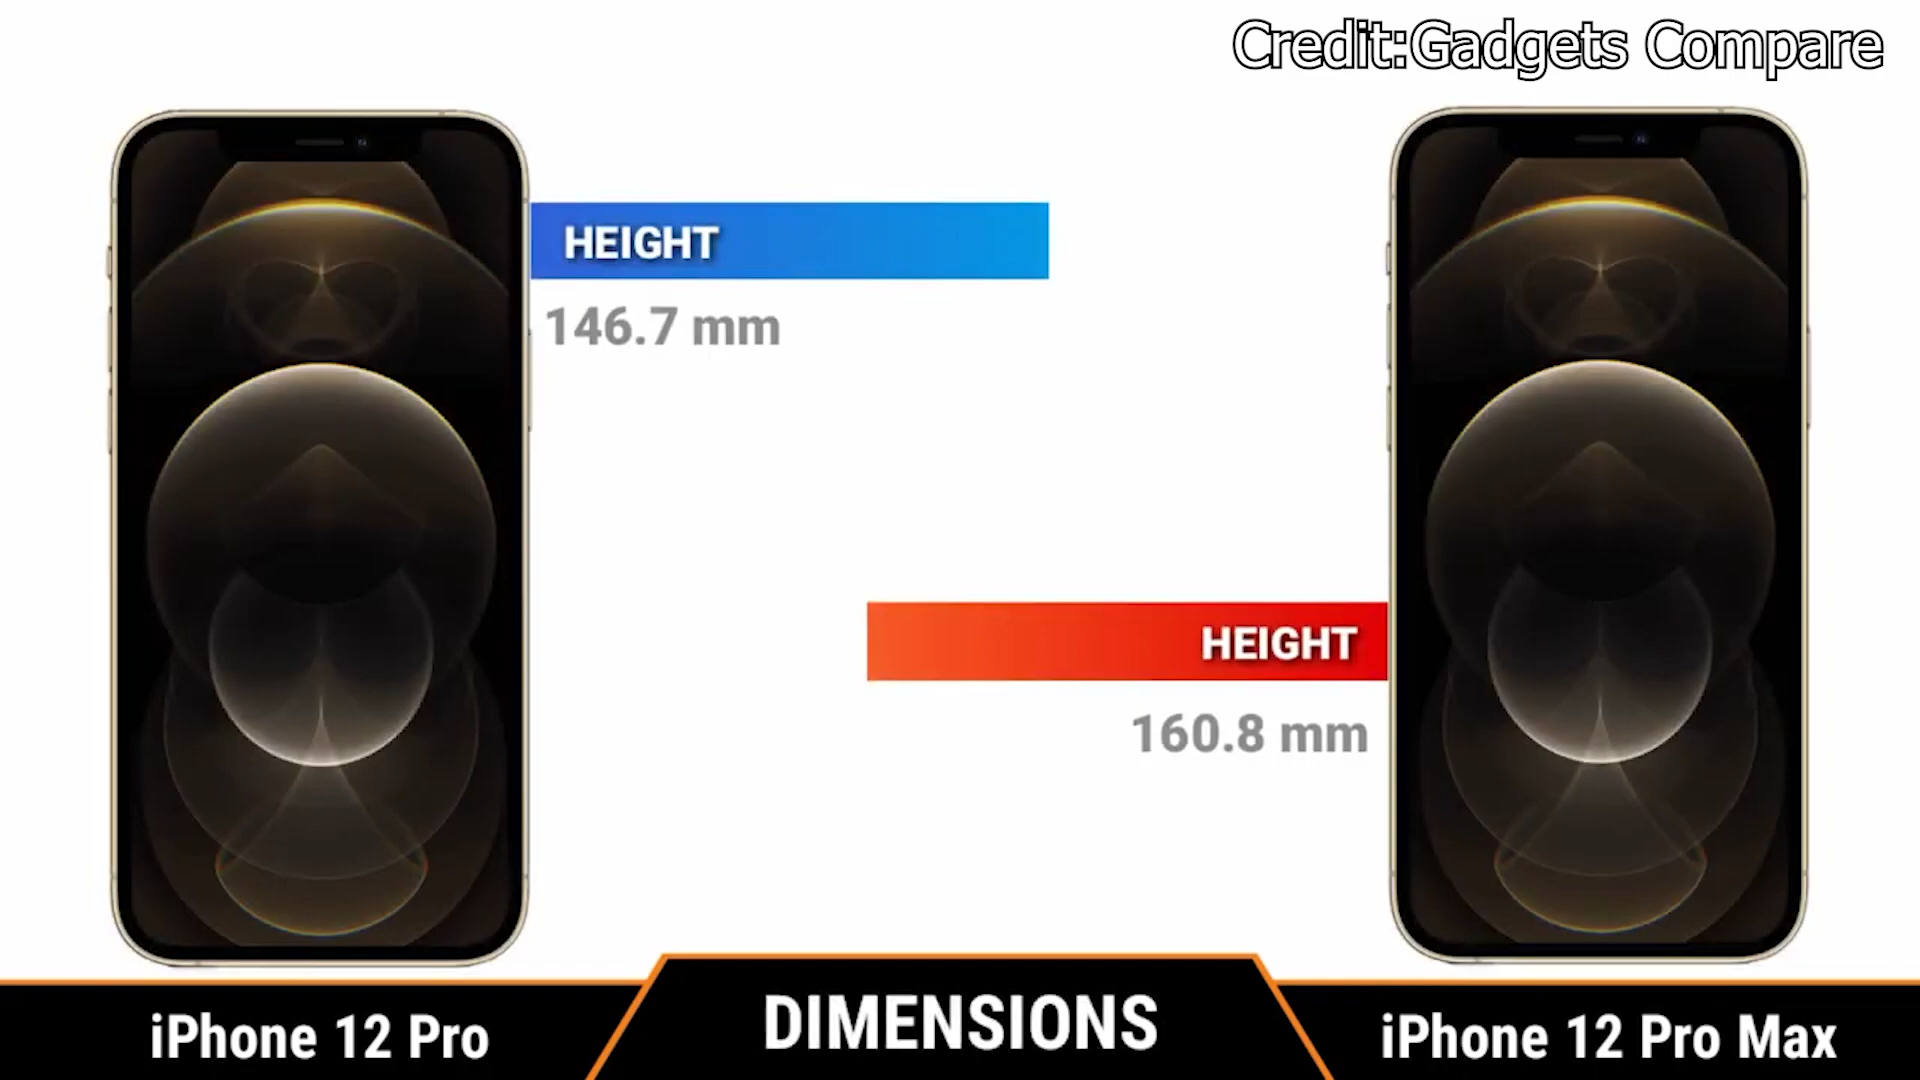 Credit:Gadgets Compare
HEIGHT
146.7 mm
HEIGHT
160.8 mm
iPhone 12 Pro
DIMENSIONS
iPhone 12 Pro Max